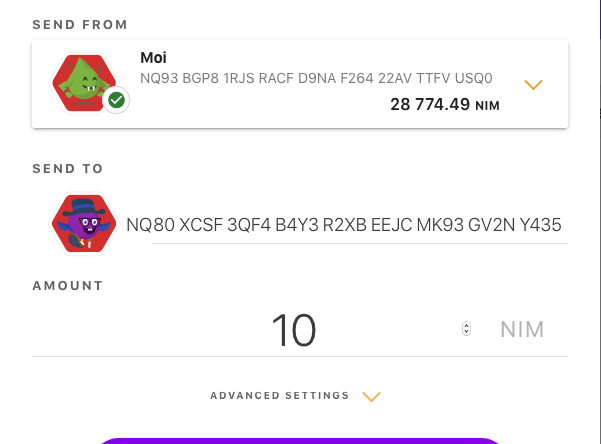 SEND FROM
Moi
NQ93 BGP8 1RJS RACF D9NA F264 22AV TTFV USQ0
28 774.49 NIM
SEND TO
NQ80 XCSF 3QF4 B4Y3 R2XB EEJC MK93 GV2N Y435
AMOUNT
10 NIM
ADVANCED SETTINGS